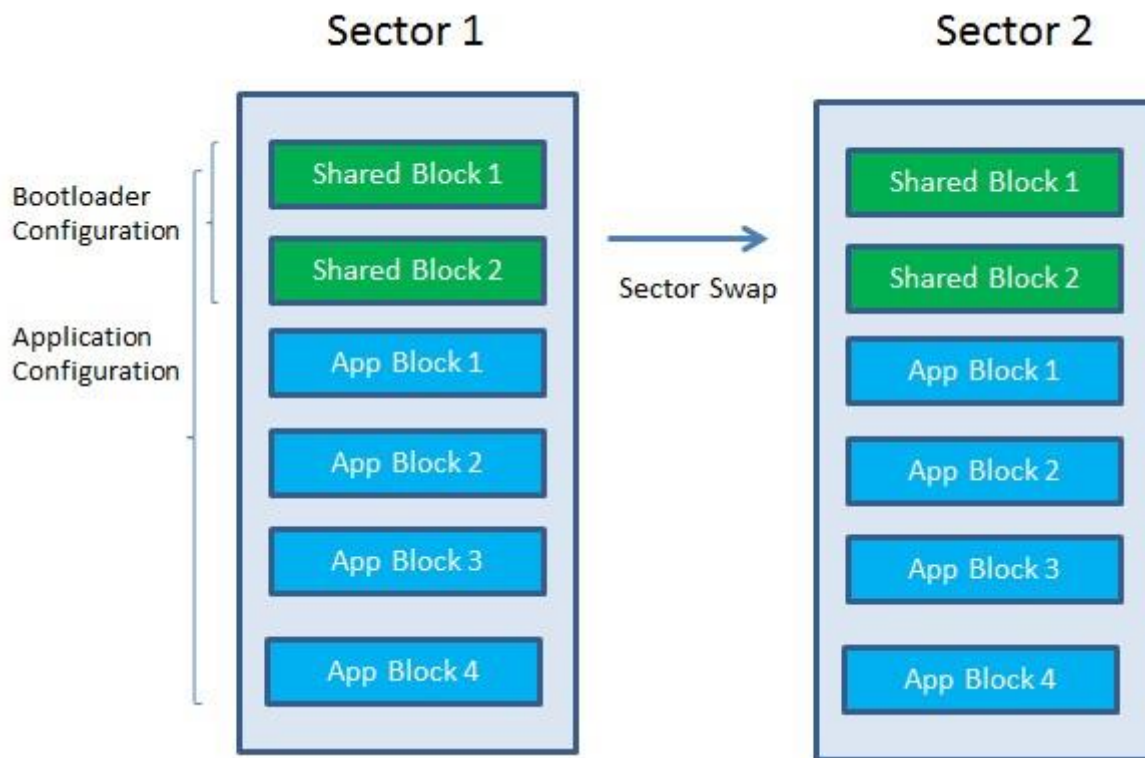 Sector 1
Sector 2
Bootloader
Configuration
Application
Configuration
Shared Block 1
Shared Block 2
App Block 1
App Block 2
App Block 3
App Block 4
Sector Swap
Shared Block 1
Shared Block 2
App Block 1
App Block 2
App Block 3
App Block 4